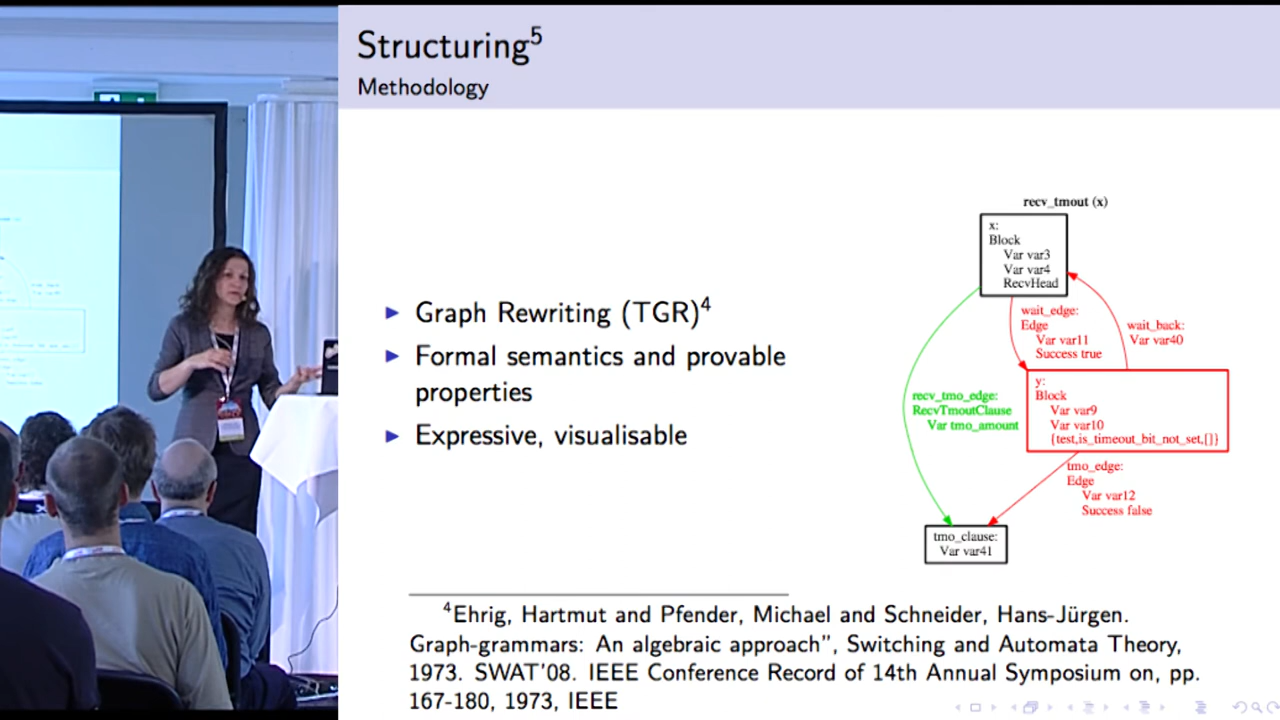 Structuring5
Methodology
▶ Graph Rewriting (TGR)4
▶ Formal semantics and provable
properties
▶ Expressive, visualisable
recv_tmout (x)
x:
Block
Var var3
Var var4
RecvHead
wait_edge:
Edge
Var var11
Success true
wait_back:
Var var40
recv_tmo_edge:
RecvTmoutClause
Var tmo_amount
y:
Block
Var var9
Var var10
{test,is_timeout_bit_not_set,[]}
tmo_edge:
Edge
Var var12
Success false
tmo_clause:
Var var41
4Ehrig, Hartmut and Pfender, Michael and Schneider, Hans-Jürgen.
Graph-grammars: An algebraic approach”, Switching and Automata Theory,
1973. SWAT'08. IEEE Conference Record of 14th Annual Symposium on, pp.
167-180, 1973, IEEE